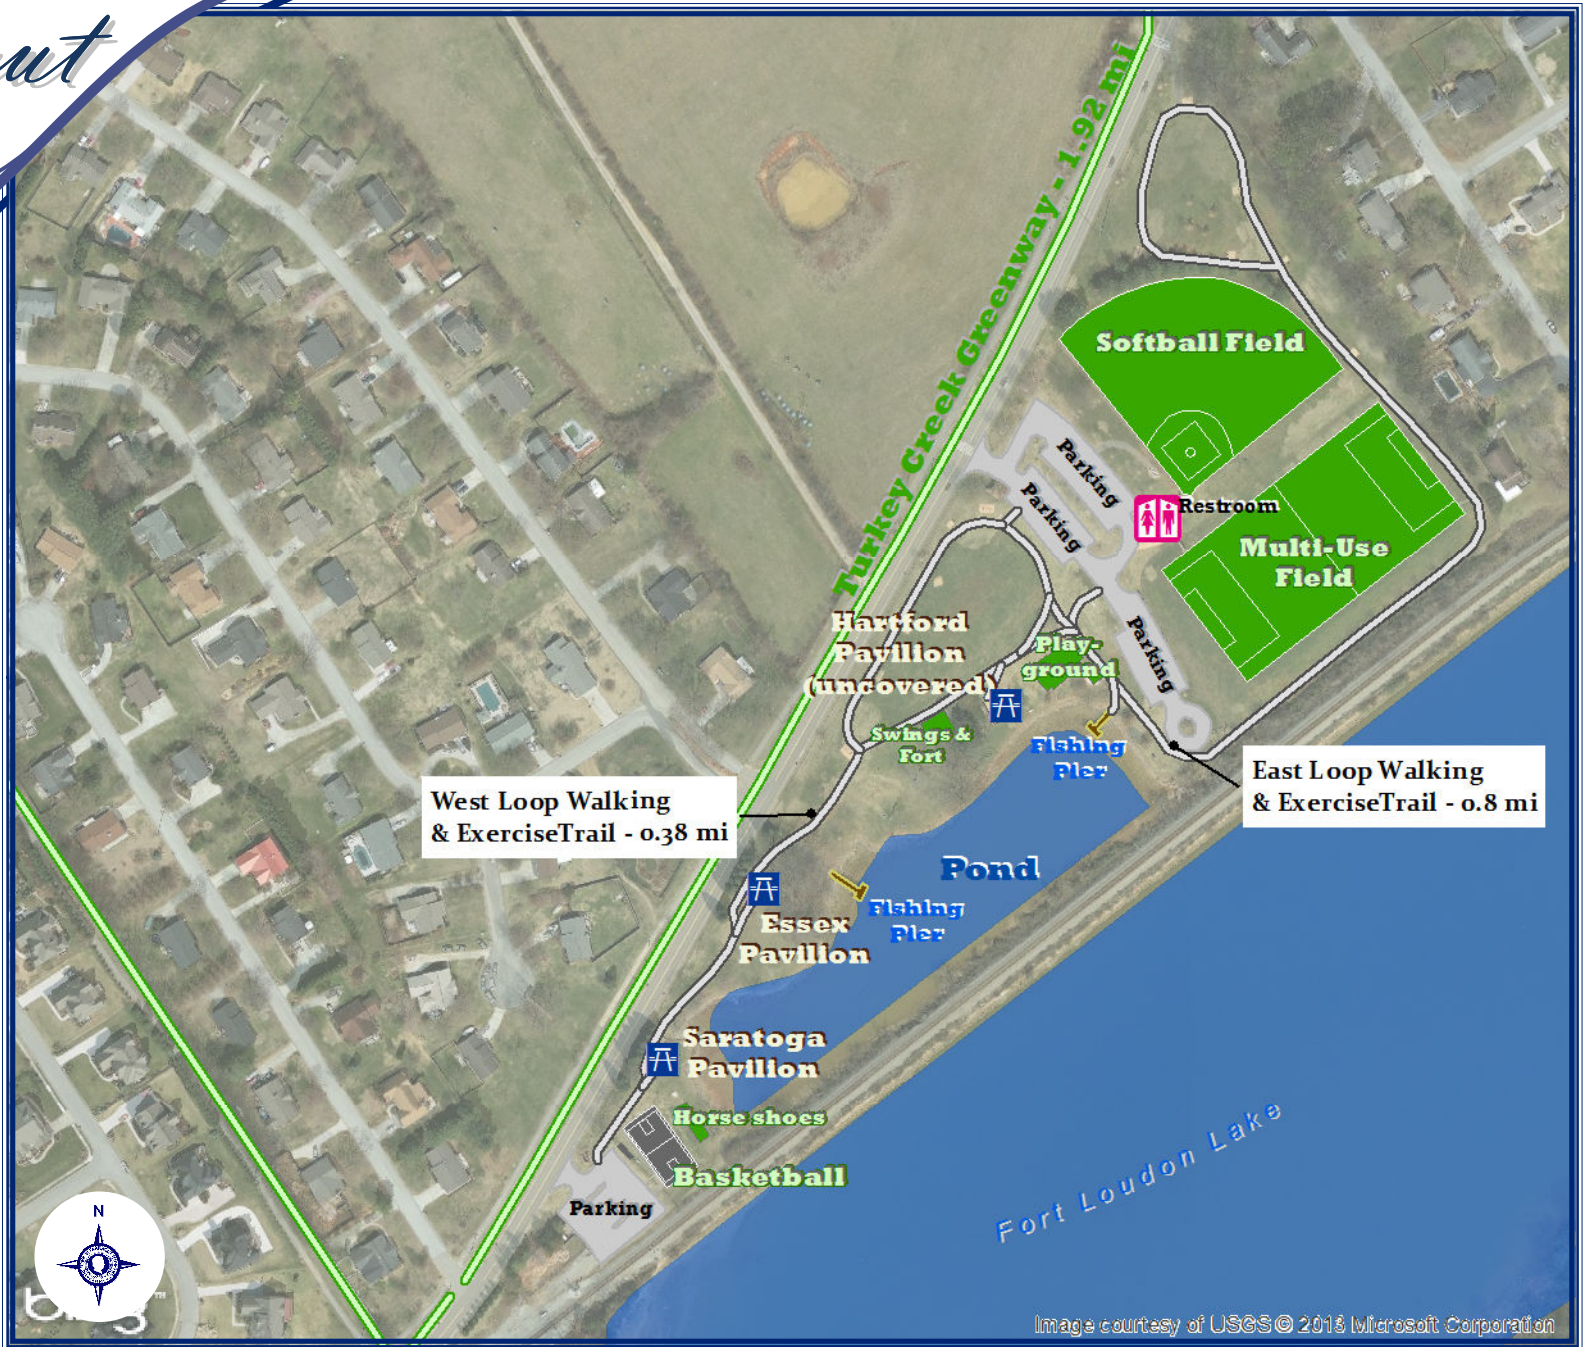 Turkey Creek Greenway - 1.92 mi
Softball Field
Parking
Parking
Restroom
Multi-Use
Field
Hartford
Pavilion
(uncovered)
Play-
ground
Parking
Swings &
Fort
Fishing
Pier
West Loop Walking
& ExerciseTrail - 0.38 mi
East Loop Walking
& ExerciseTrail - 0.8 mi
Pond
Fishing
Pier
Essex
Pavilion
Saratoga
Pavilion
Horse shoes
Basketball
Parking
Fort Loudon Lake
N
Image courtesy of USGS © 2013 Microsoft Corporation